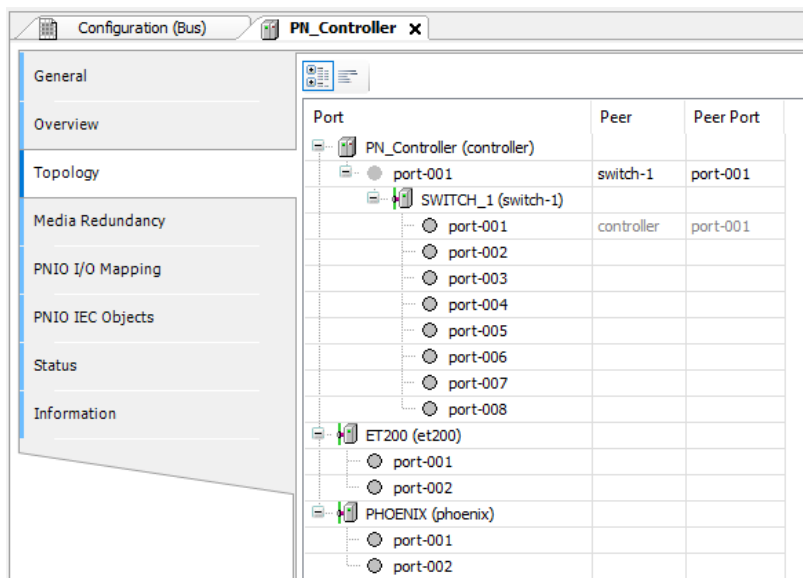 Configuration (Bus) PN_Controller
General
Overview
Topology
Media Redundancy
PNIO I/O Mapping
PNIO IEC Objects
Status
Information
Port Peer Peer Port
PN_Controller (controller)
port-001 switch-1 port-001
SWITCH_1 (switch-1)
port-001 controller port-001
port-002
port-003
port-004
port-005
port-006
port-007
port-008
ET200 (et200)
port-001
port-002
PHOENIX (phoenix)
port-001
port-002